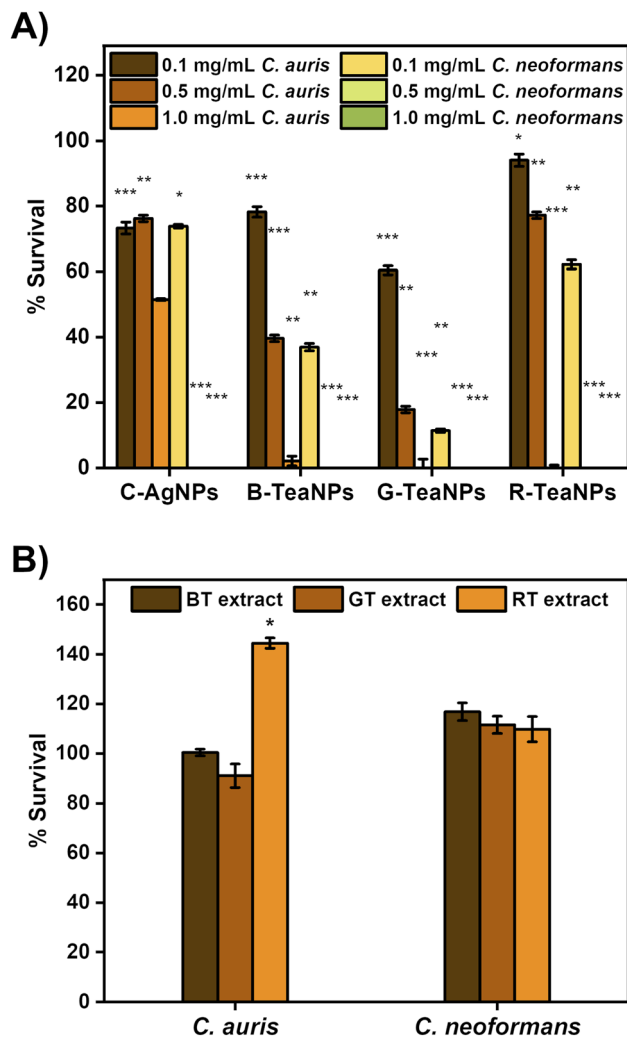 A)
0.1 mg/mL C. auris 0.1 mg/mL C. neoformans
0.5 mg/mL C. auris 0.5 mg/mL C. neoformans
1.0 mg/mL C. auris 1.0 mg/mL C. neoformans
% Survival
120
100
80
60
40
20
0
*** ** * *** *** ** ** *** ** *** ** * ** *** **
*** *** *** *** *** *** *** ***
C-AgNPs B-TeaNPs G-TeaNPs R-TeaNPs
B)
BT extract GT extract RT extract
% Survival
160
140
120
100
80
60
40
20
0
*
C. auris C. neoformans